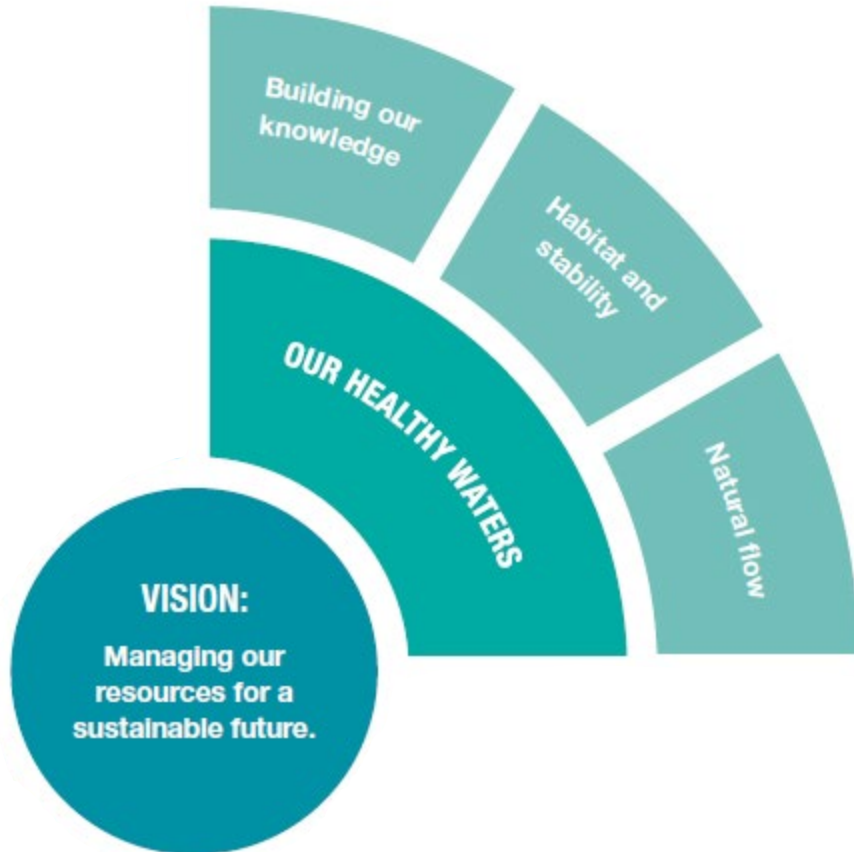 Building our
knowledge
Habitat and
stability
Natural flow
OUR HEALTHY WATERS
VISION:
Managing our
resources for a
sustainable future.